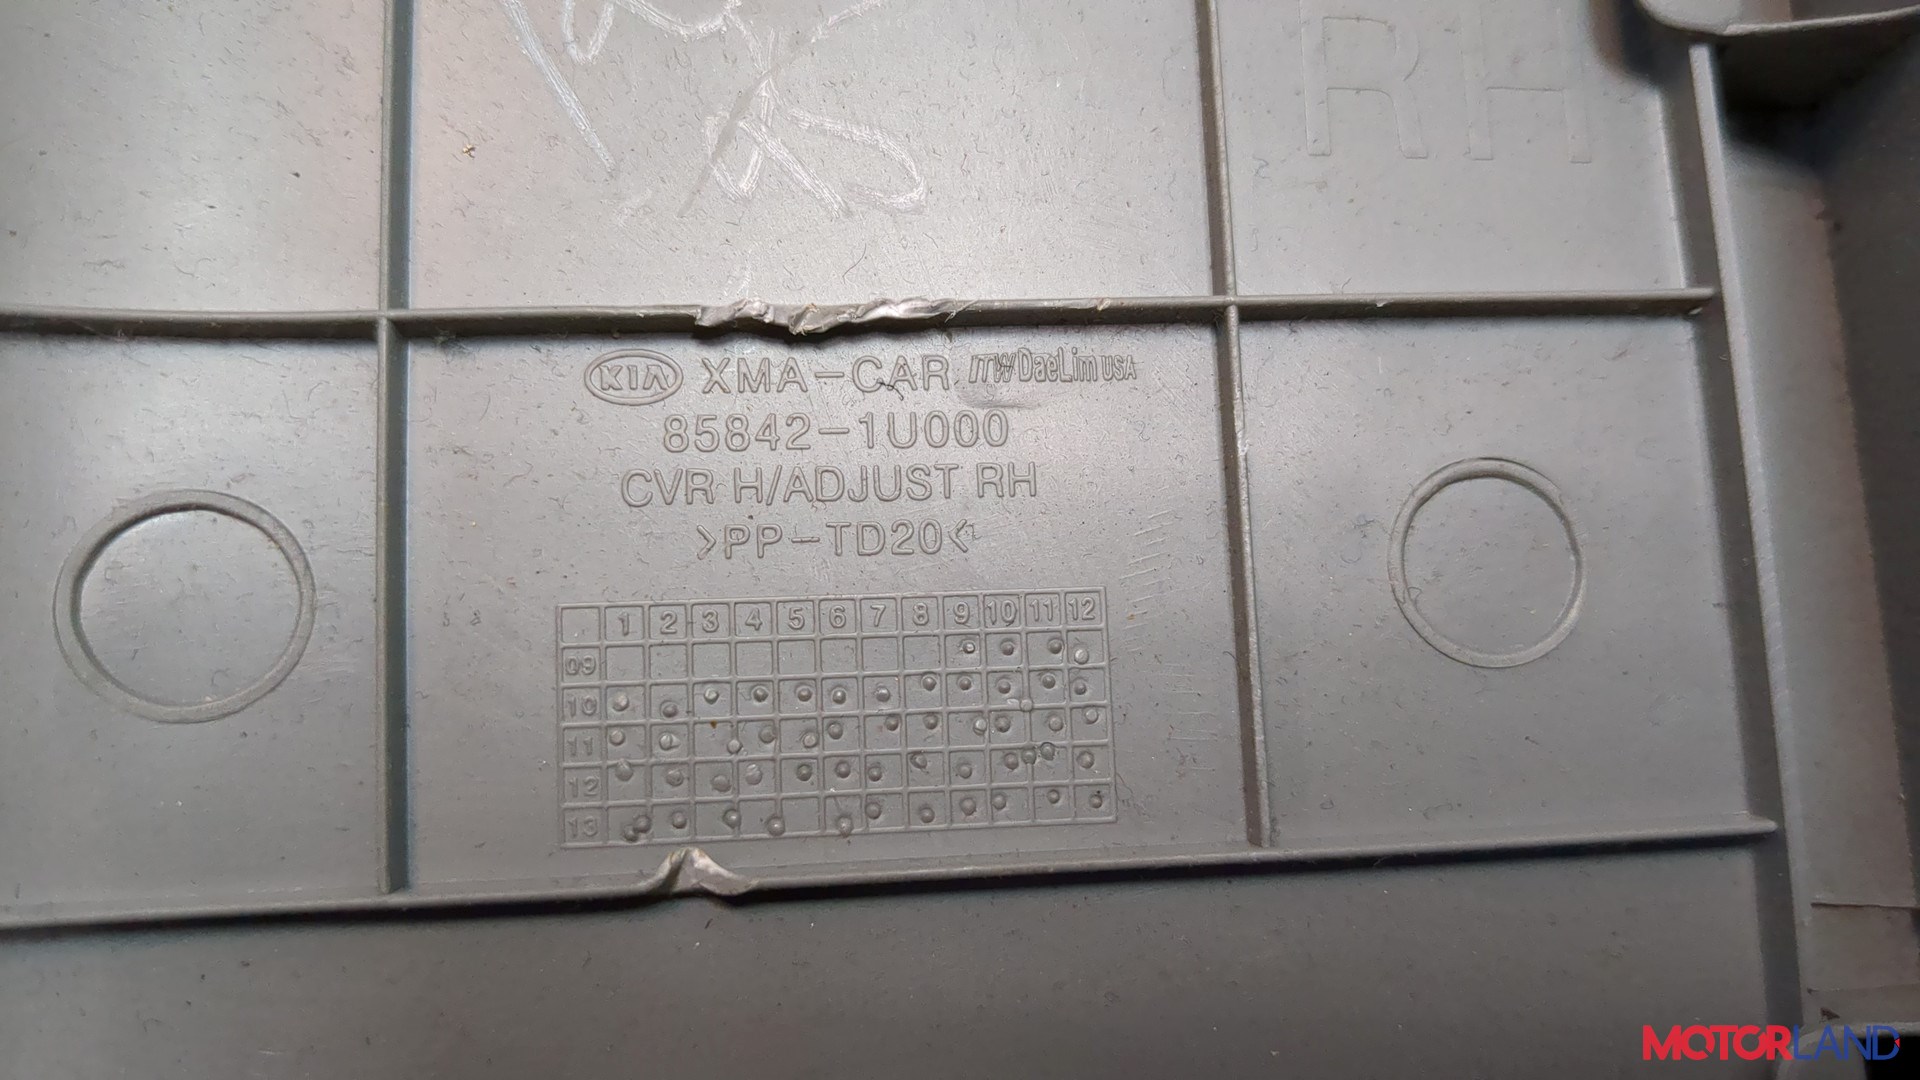 RH
KIA XMA-CAR ITW DaeLim USA
85842-1U000
CVR H/ADJUST RH
>PP-TD20<
1 2 3 4 5 6 7 8 9 10 11 12
09
10
11
12
13
MOTORLAND